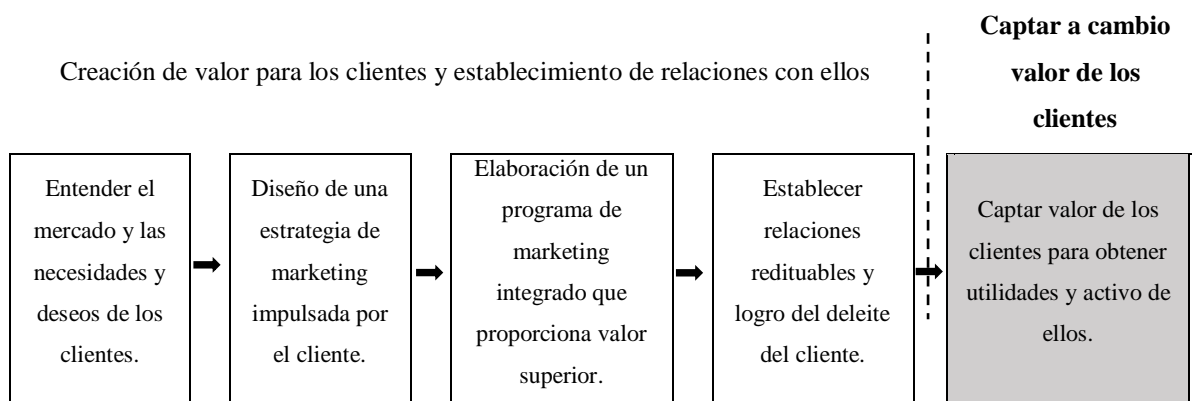 Creación de valor para los clientes y establecimiento de relaciones con ellos
Captar a cambio
valor de los
clientes
Entender el
mercado y las
necesidades y
deseos de los
clientes.
Diseño de una
estrategia de
marketing
impulsada por
el cliente.
Elaboración de un
programa de
marketing
integrado que
proporciona valor
superior.
Establecer
relaciones
redituables y
logro del deleite
del cliente.
Captar valor de los
clientes para obtener
utilidades y activo de
ellos.